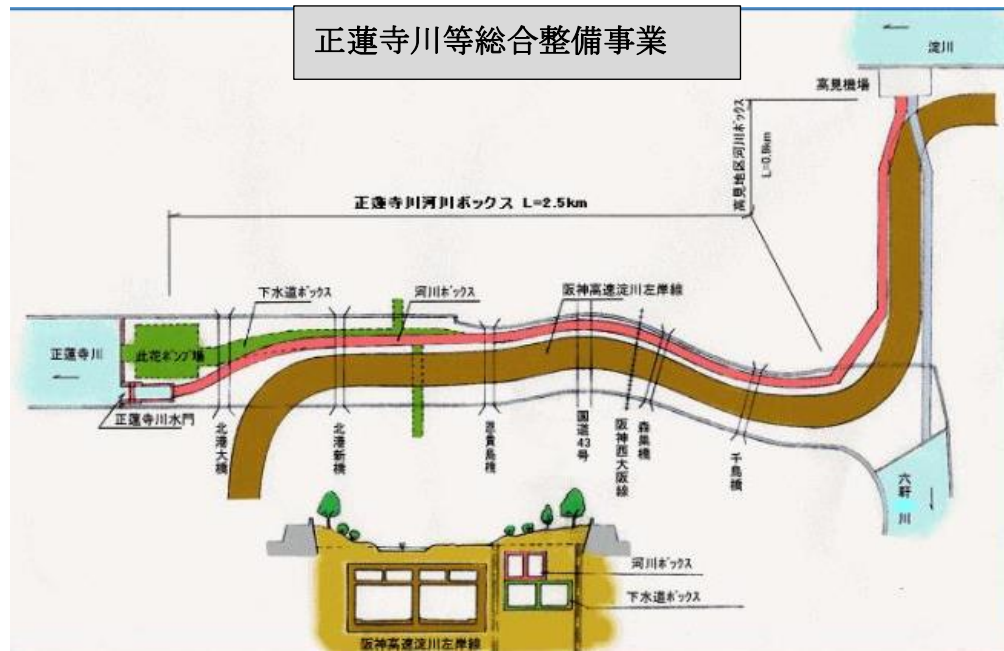 正蓮寺川等総合整備事業
淀川
高見機場
高見地区河川ボックス
L=0.8km
正蓮寺川河川ボックス L=2.5km
下水道ボックス
河川ボックス
阪神高速淀川左岸線
正蓮寺川
此花ポンプ場
正蓮寺川水門
北港大橋
北港新橋
恩貴島橋
国道43号
阪神西大阪線
森巣橋
千鳥橋
六軒川
河川ボックス
下水道ボックス
阪神高速淀川左岸線